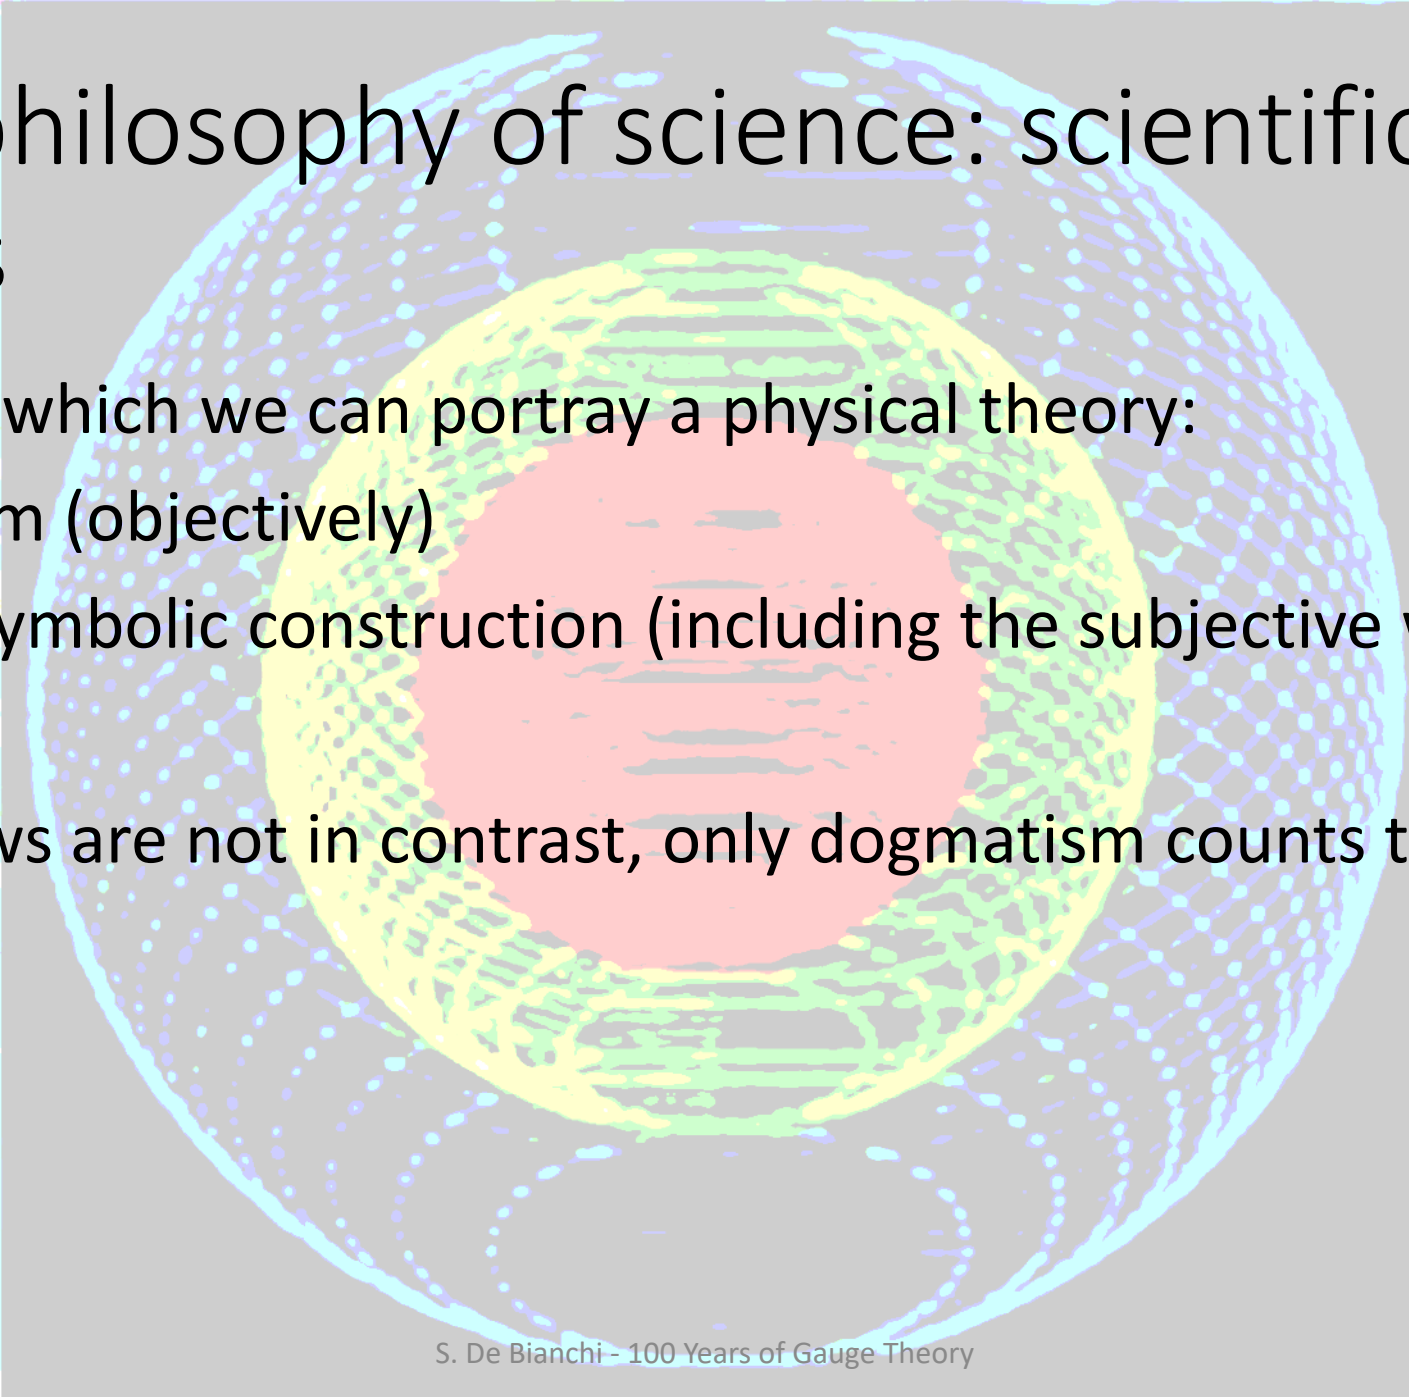 philosophy of science: scientific
s
which we can portray a physical theory:
m (objectively)
ymbolic construction (including the subjective
ws are not in contrast, only dogmatism counts t
S. De Bianchi - 100 Years of Gauge Theory